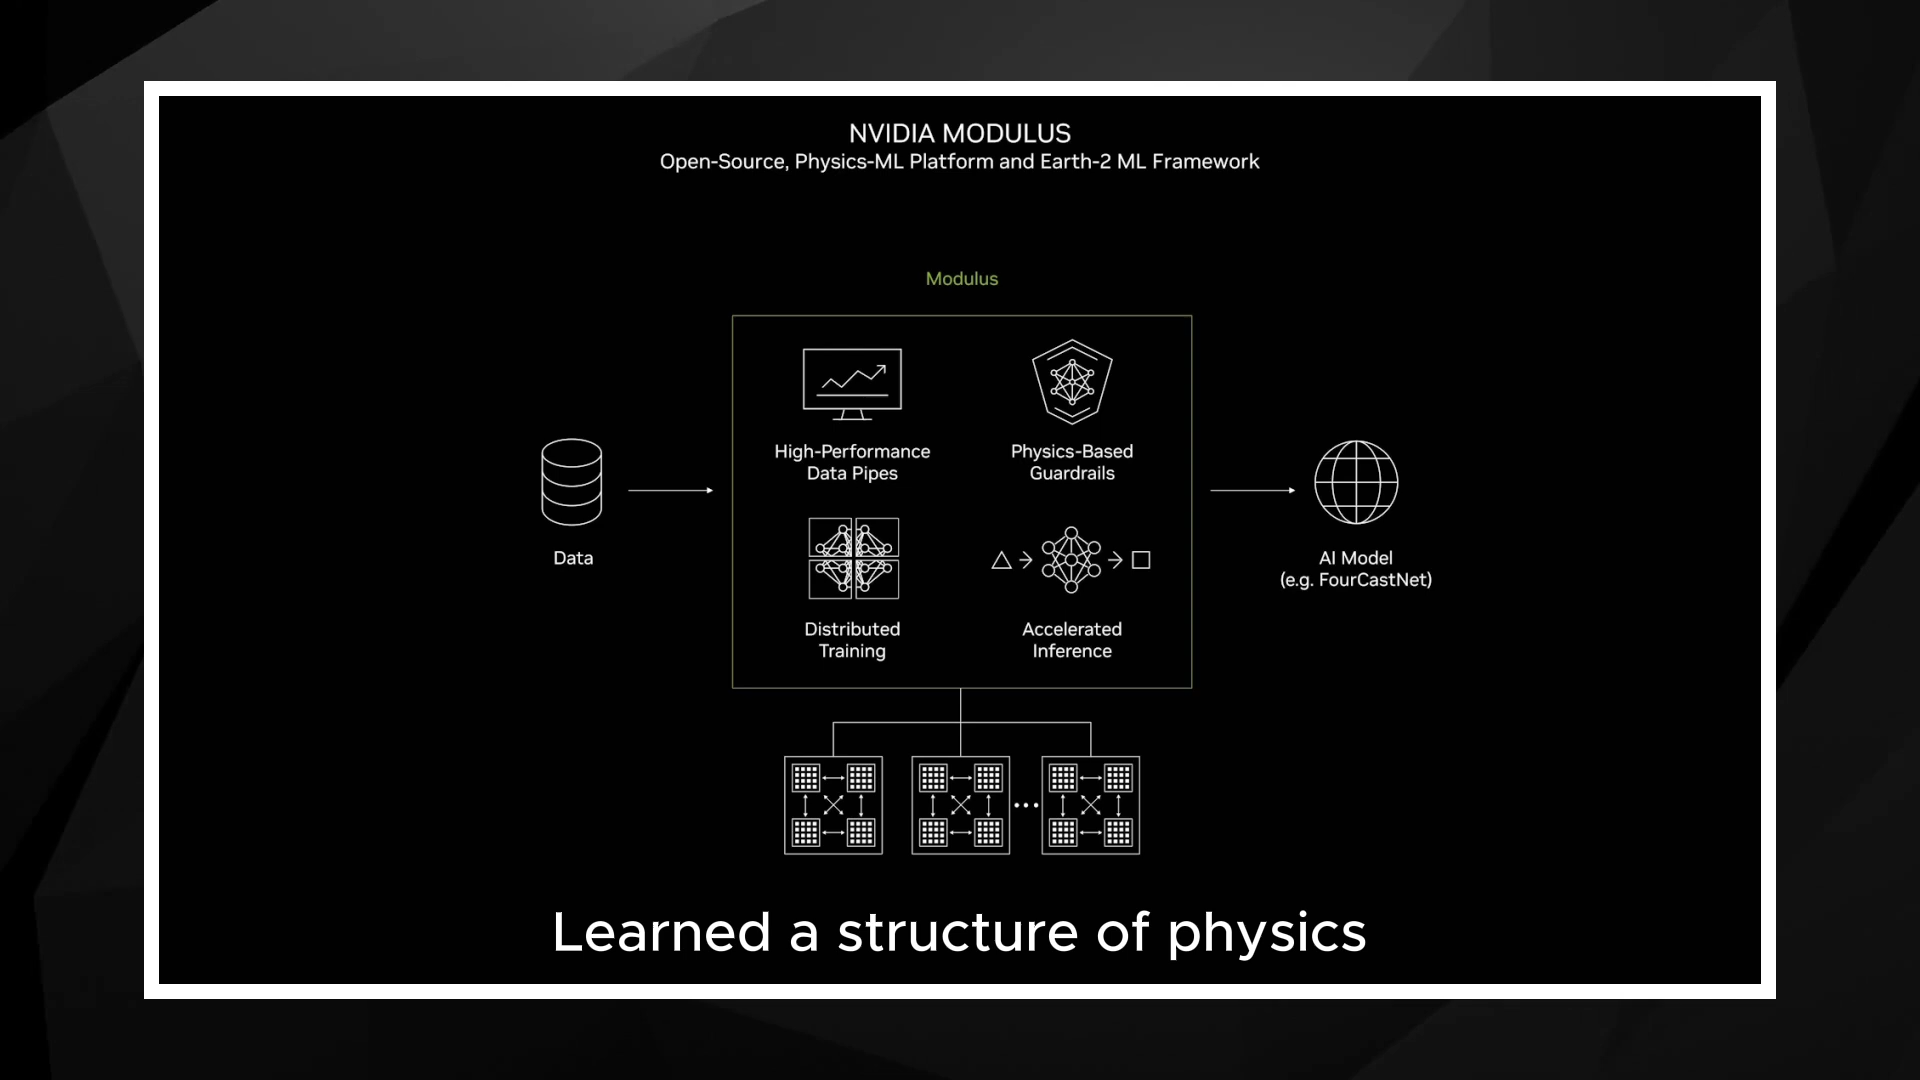 NVIDIA MODULUS
Open-Source, Physics-ML Platform and Earth-2 ML Framework
Modulus
High-Performance
Data Pipes
Physics-Based
Guardrails
Data
AI Model
(e.g. FourCastNet)
Distributed
Training
Accelerated
Inference
Learned a structure of physics